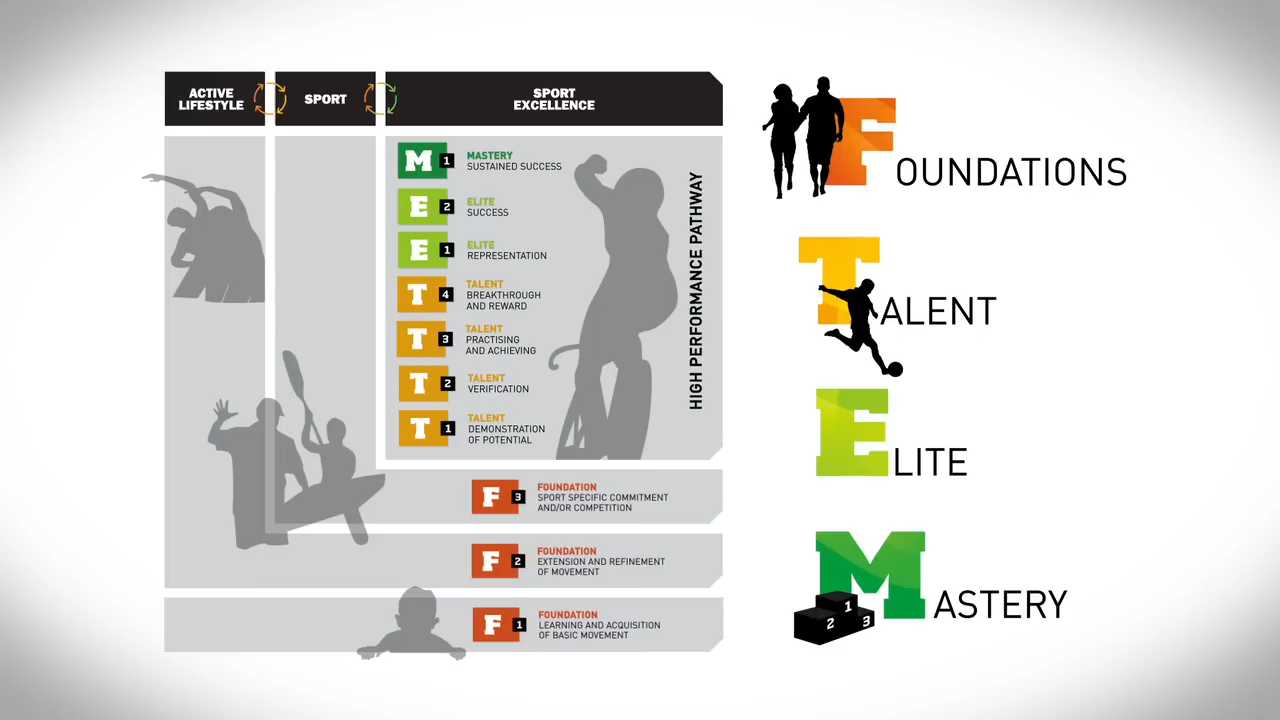 ACTIVE
LIFESTYLE
SPORT
SPORT
EXCELLENCE
M 1 MASTERY
SUSTAINED SUCCESS
E 2 ELITE
SUCCESS
E 1 ELITE
REPRESENTATION
T 4 TALENT
BREAKTHROUGH
AND REWARD
T 3 TALENT
PRACTISING
AND ACHIEVING
T 2 TALENT
VERIFICATION
T 1 TALENT
DEMONSTRATION
OF POTENTIAL
HIGH PERFORMANCE PATHWAY
F 3 FOUNDATION
SPORT SPECIFIC COMMITMENT
AND/OR COMPETITION
F 2 FOUNDATION
EXTENSION AND REFINEMENT
OF MOVEMENT
F 1 FOUNDATION
LEARNING AND ACQUISITION
OF BASIC MOVEMENT
FOUNDATIONS
TALENT
ELITE
MASTERY
1
2 3